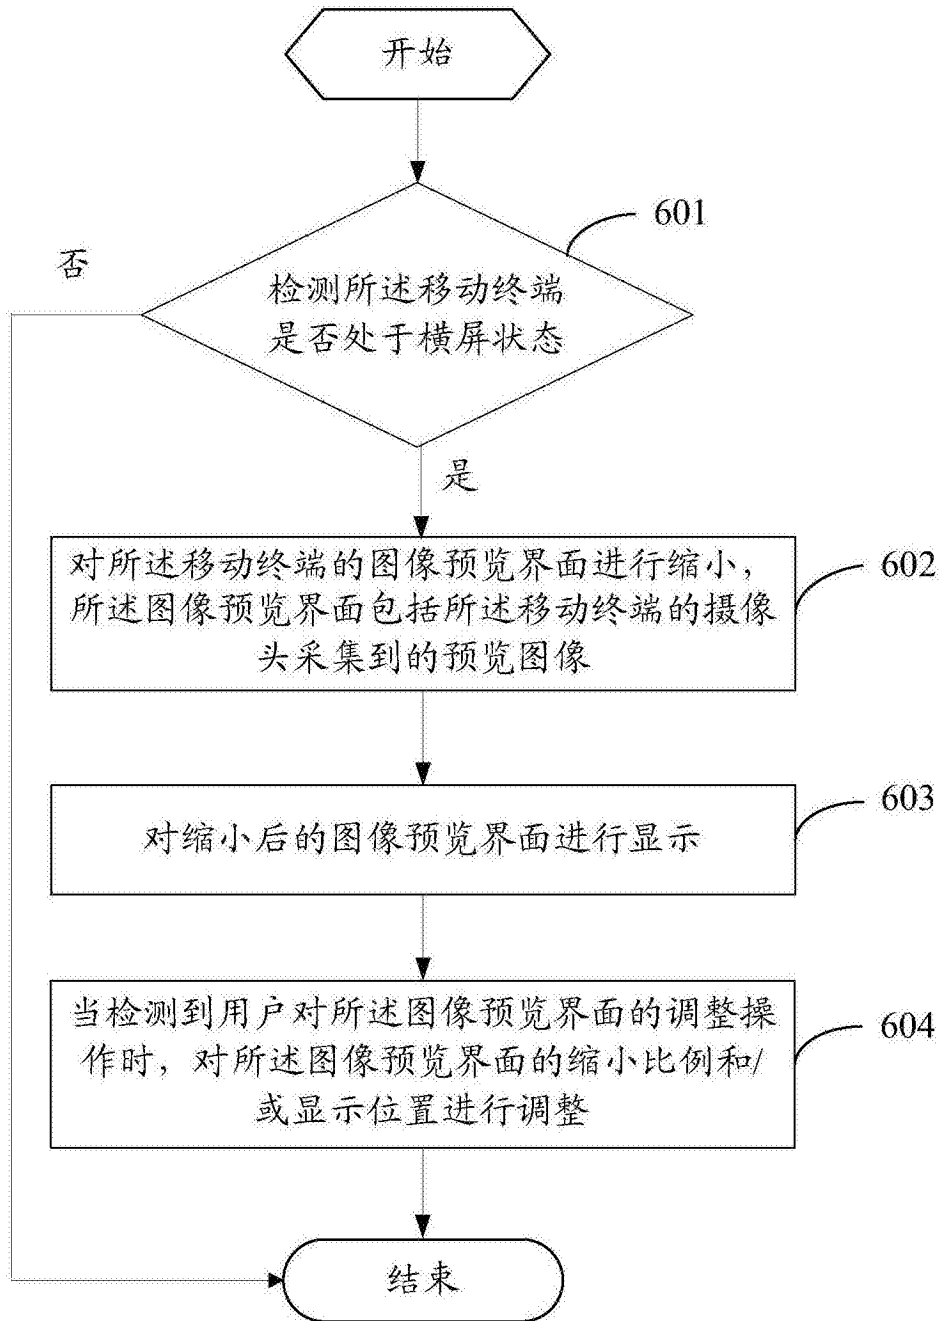 开始
601
否
检测所述移动终端
是否处于横屏状态
是
对所述移动终端的图像预览界面进行缩小，
所述图像预览界面包括所述移动终端的摄像
头采集到的预览图像
602
对缩小后的图像预览界面进行显示
603
当检测到用户对所述图像预览界面的调整操
作时，对所述图像预览界面的缩小比例和/
或显示位置进行调整
604
结束